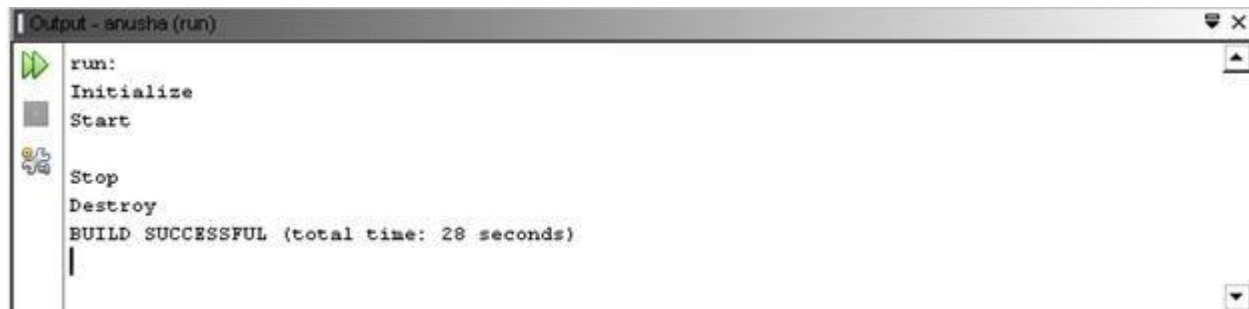 Output - anusha (run)
run:
Initialize
Start
Stop
Destroy
BUILD SUCCESSFUL (total time: 28 seconds)